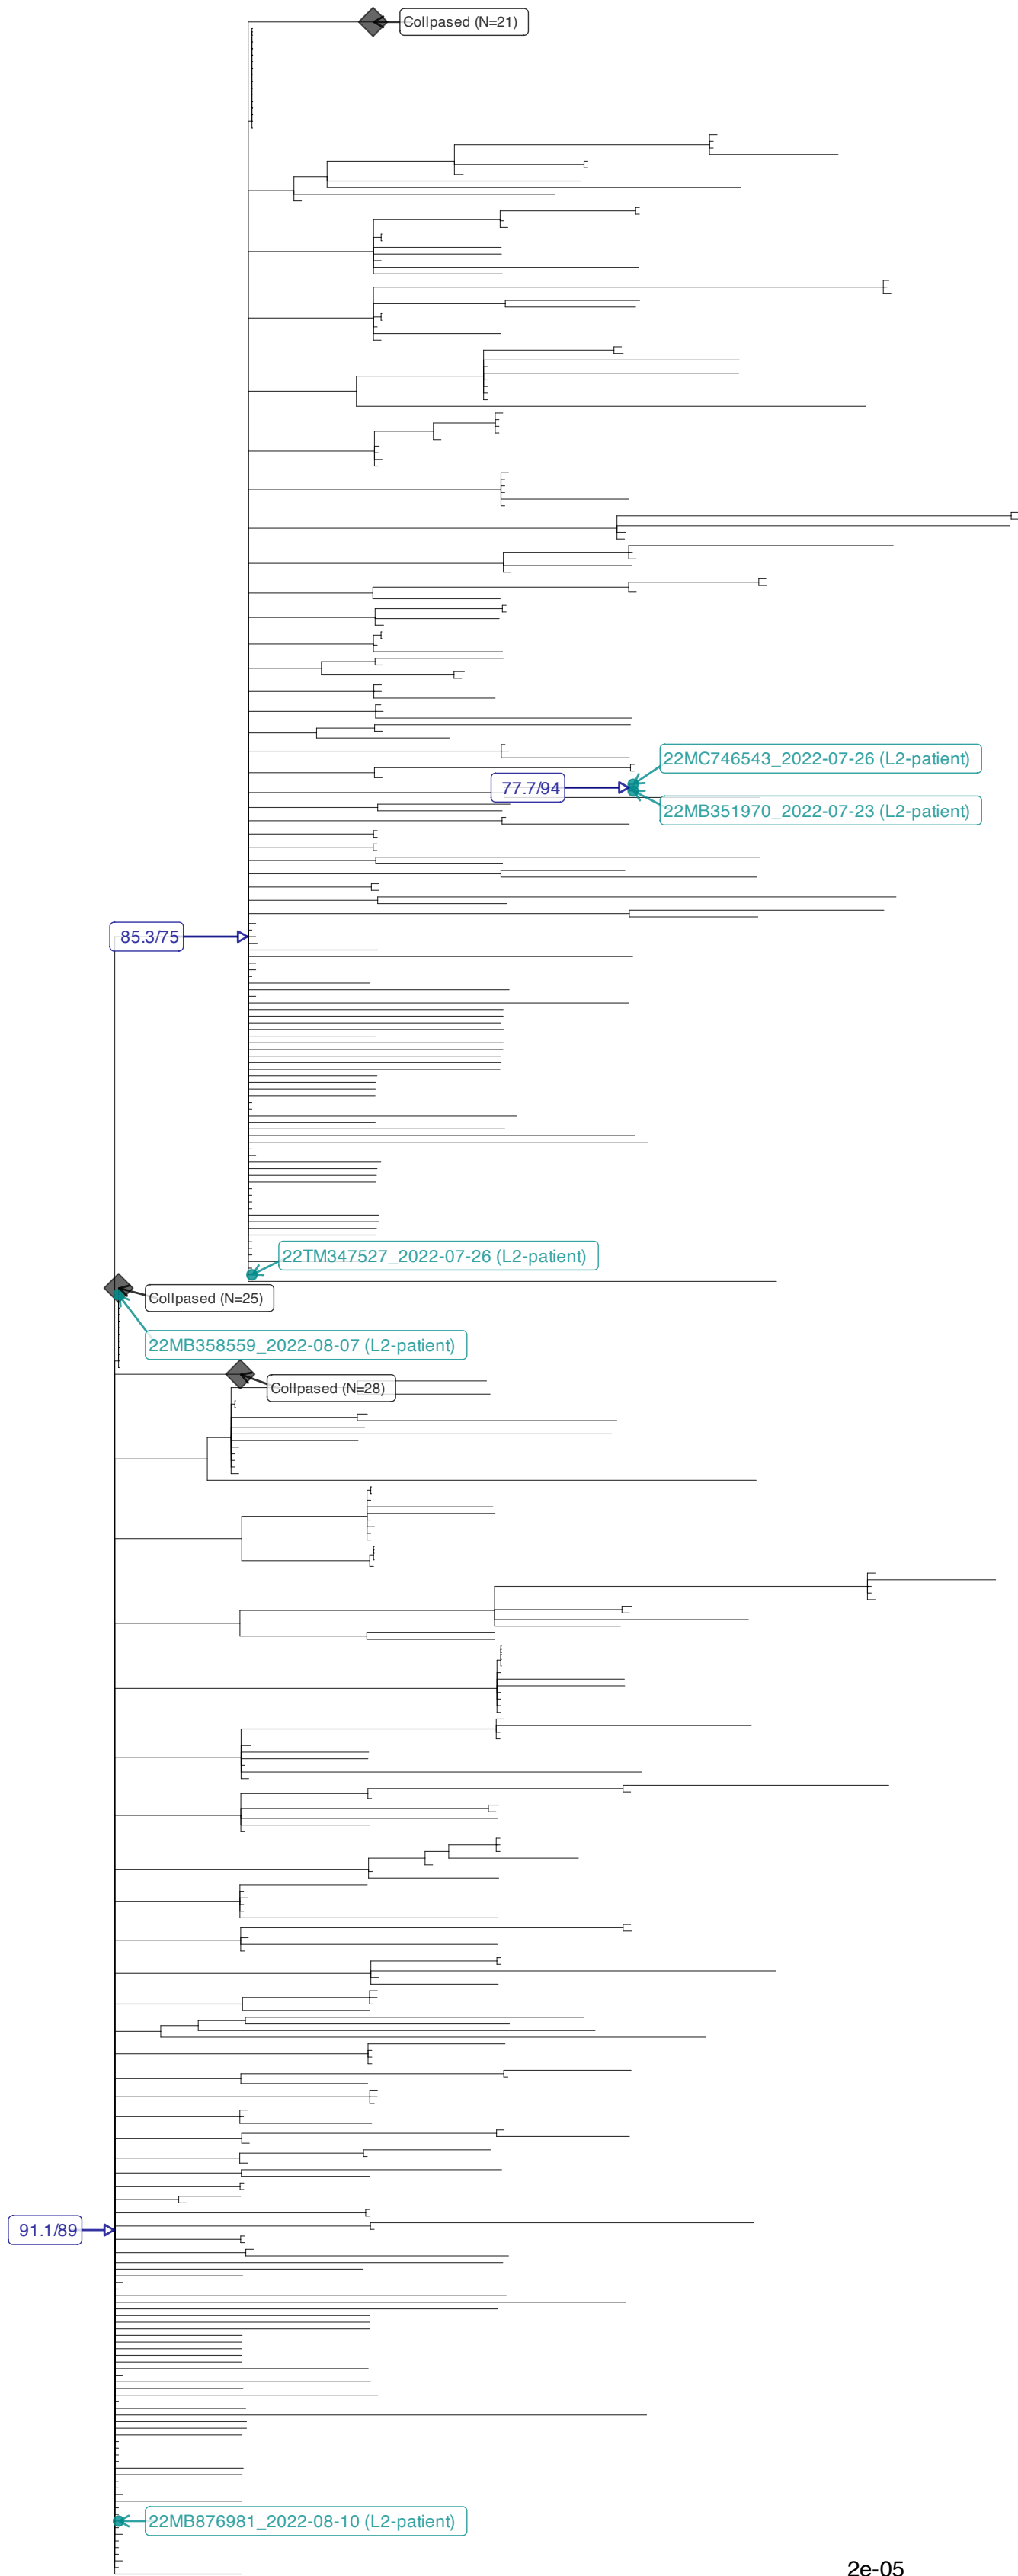 Collpased (N=21)
22MC746543_2022-07-26 (L2-patient)
77.7/94
22MB351970_2022-07-23 (L2-patient)
85.3/75
22TM347527_2022-07-26 (L2-patient)
Collpased (N=25)
22MB358559_2022-08-07 (L2-patient)
Collpased (N=28)
91.1/89
22MB876981_2022-08-10 (L2-patient)
2e-05